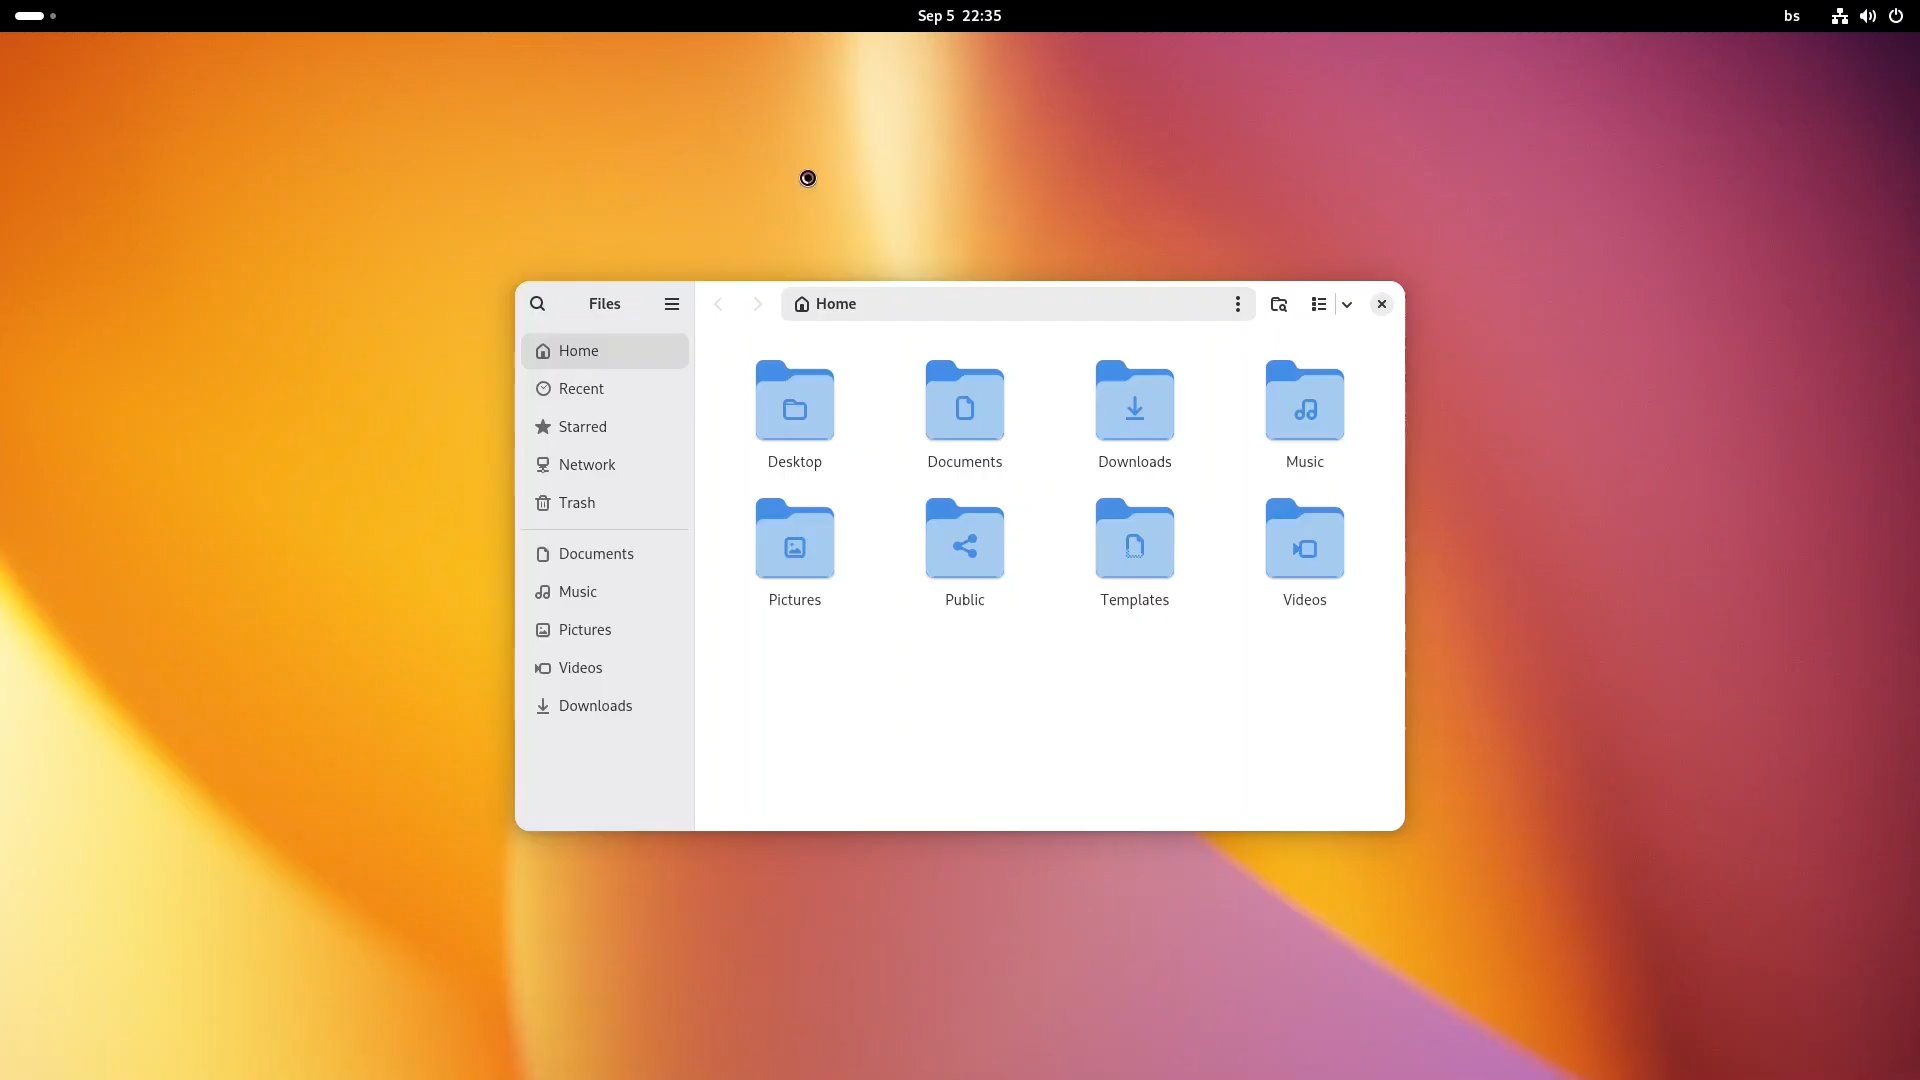 Sep 5 22:35
bs
Files
Home
Home
Recent
Starred
Network
Trash
Documents
Music
Pictures
Videos
Downloads
Desktop
Documents
Downloads
Music
Pictures
Public
Templates
Videos